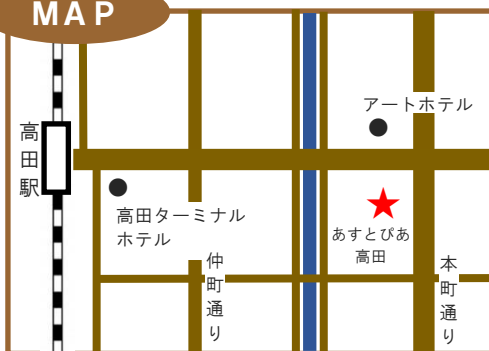 MAP
アートホテル
高田駅
高田ターミナル
ホテル
あすとぴあ
高田
仲町通り
本町通り